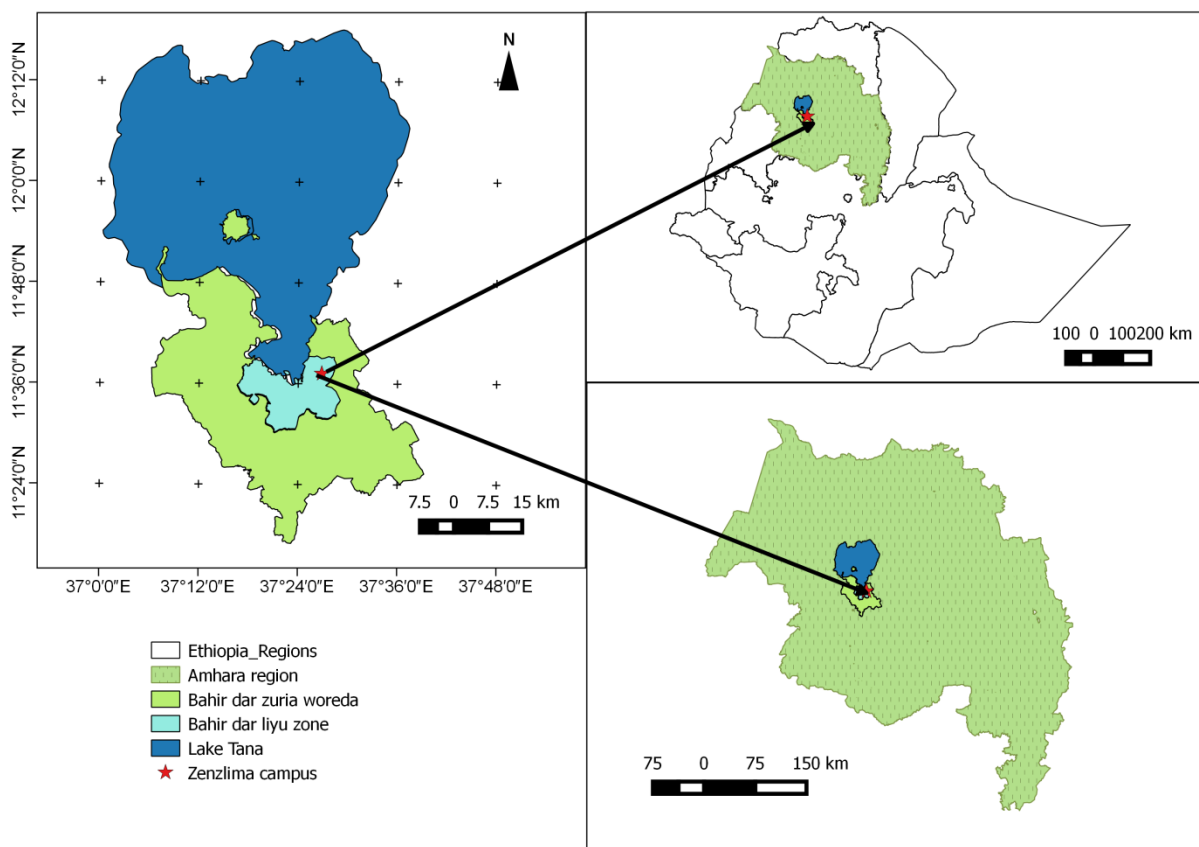 N
12°12'0"N
12°0'0"N
11°48'0"N
11°36'0"N
11°24'0"N
7.5 0 7.5 15 km
37°00'0"E 37°12'0"E 37°24'0"E 37°36'0"E 37°48'0"E
Ethiopia_Regions
Amhara region
Bahir dar zuria woreda
Bahir dar liyu zone
Lake Tana
Zenzlima campus
100 0 100200 km
75 0 75 150 km